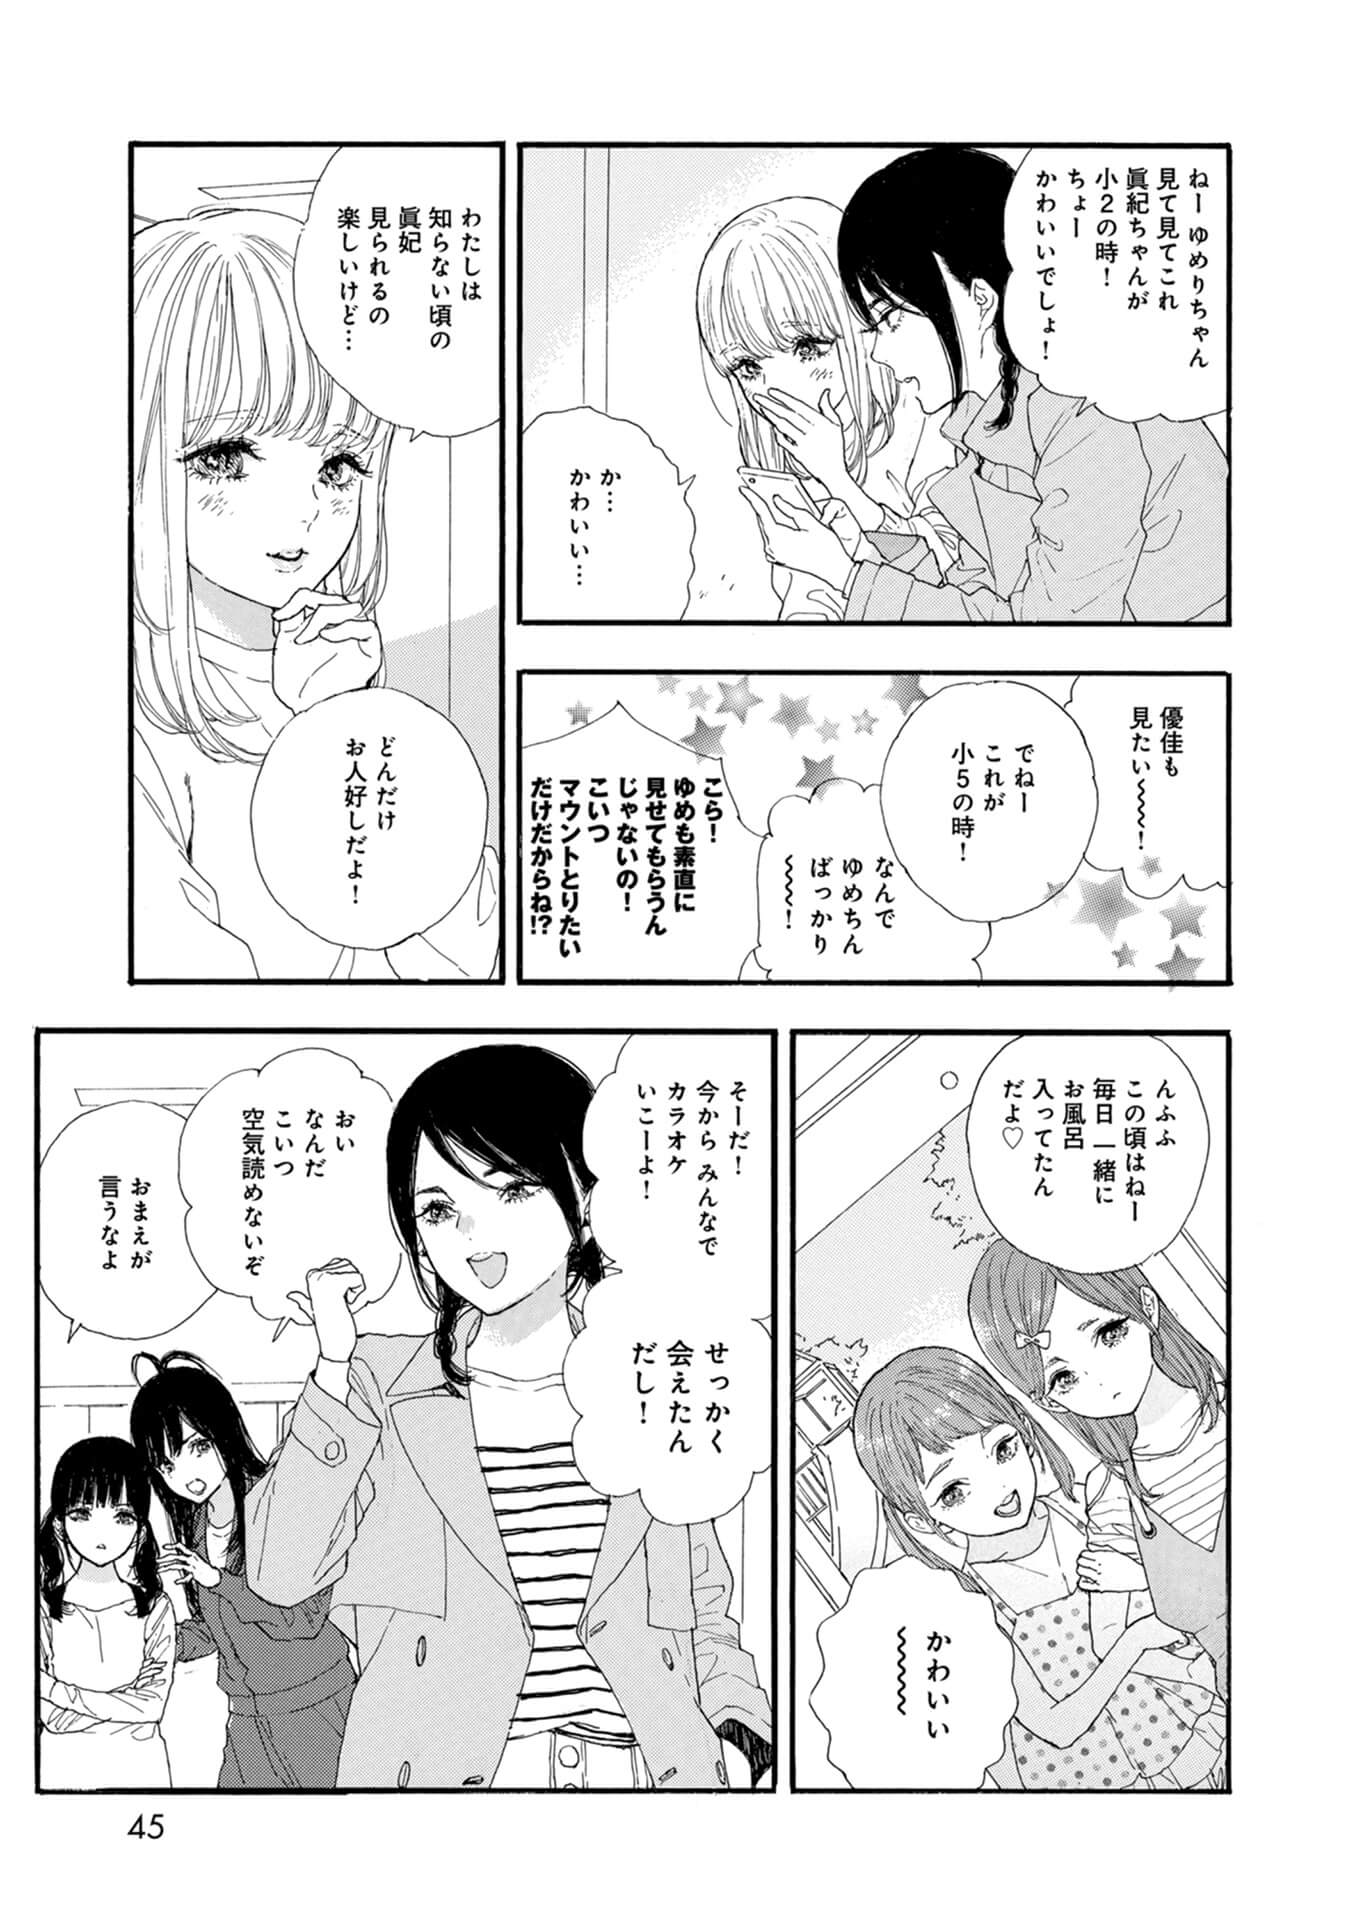 ねー ゆめりちゃん
見て見てこれ
眞紀ちゃんが
小2の時!
ちょー
かわいいでしょ!
か…
かわいい…
優佳も
見たい~~~!
でねー
これが
小5の時!
なんで
ゆめちん
ばっかり
~~~!
こら!
ゆめも素直に
見せてもらうん
じゃないの!
こいつ
マウントとりたい
だけだからね!?
わたしは
知らない頃の
眞妃
見られるの
楽しいけど…
どんだけ
お人好しだよ!
んふふ
この頃はねー
毎日一緒に
お風呂
入ってたん
だよ♡
かわいい
~~~~
そーだ!
今から みんなで
カラオケ
いこーよ!
せっかく
会えたん
だし!
おい
なんだ
こいつ
空気読めないぞ
おまえが
言うなよ
45